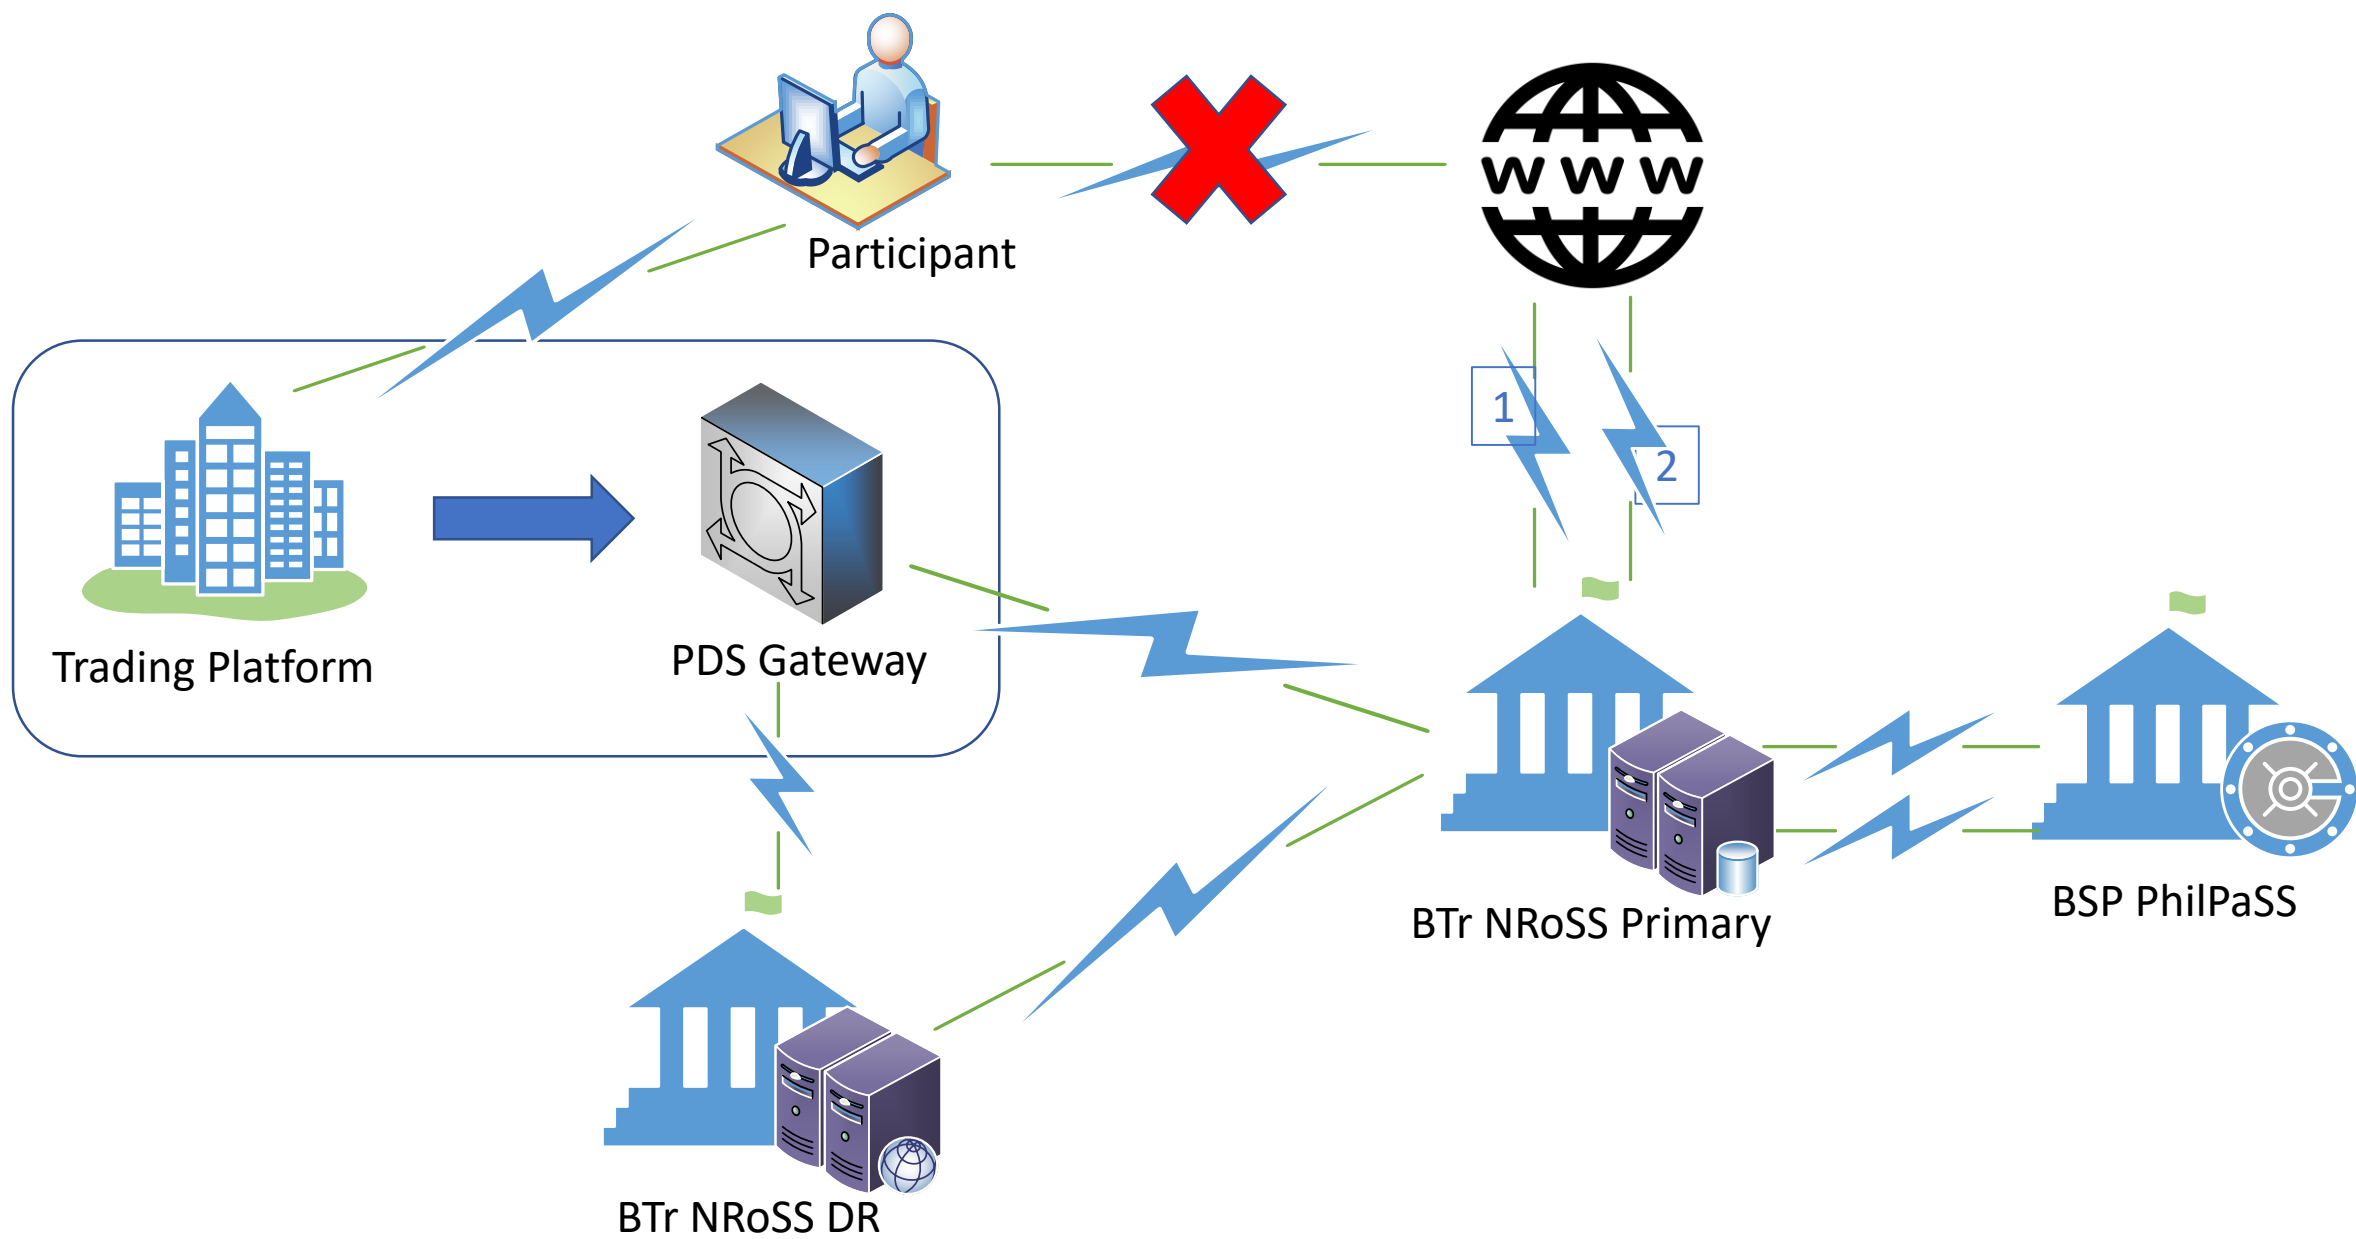 www
Participant
1
2
Trading Platform
PDS Gateway
BTr NRoSS Primary
BSP PhilPaSS
BTr NRoSS DR